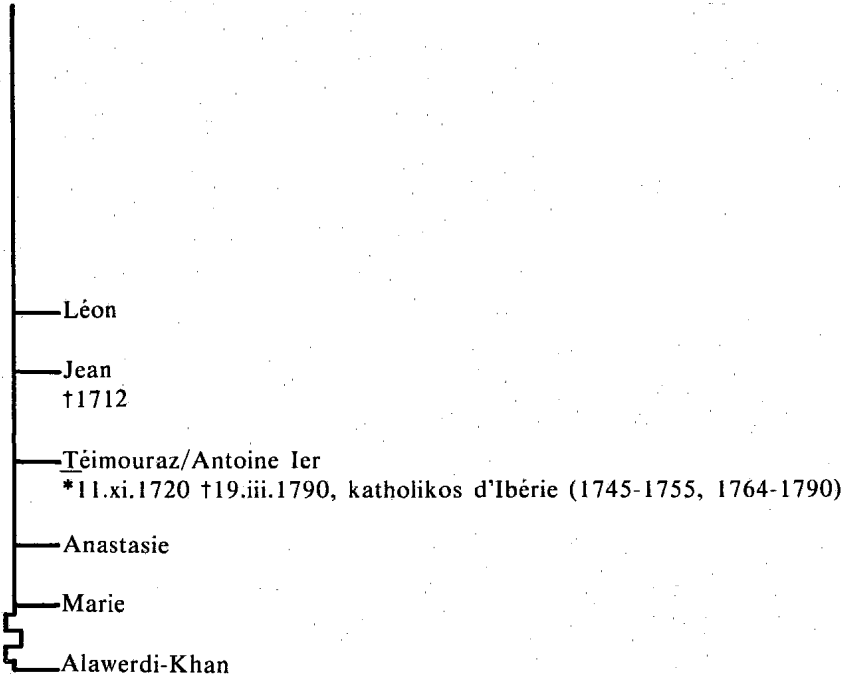 Léon
Jean
†1712
Téimouraz/Antoine Ier
*11.xi.1720 †19.iii.1790, katholikos d'Ibérie (1745-1755, 1764-1790)
Anastasie
Marie
Alawerdi-Khan